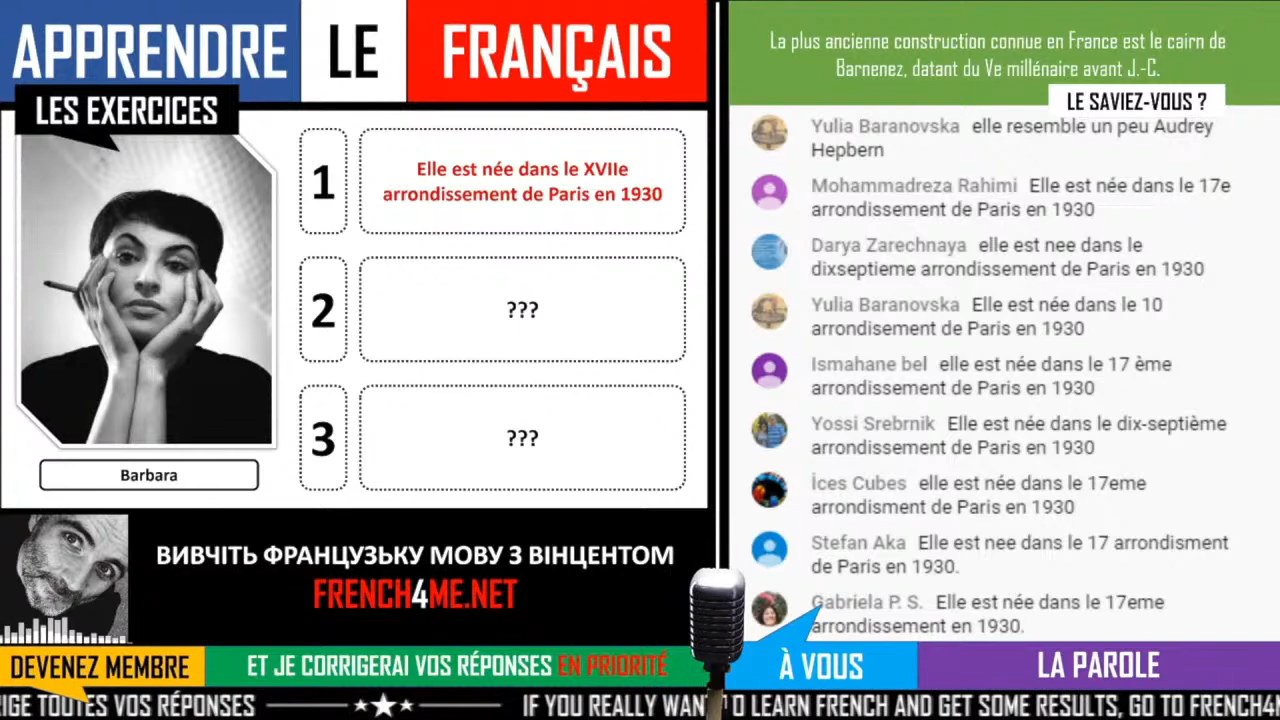 APPRENDRE LE FRANÇAIS
LES EXERCICES
1
Elle est née dans le XVIIe
arrondissement de Paris en 1930
2
???
3
???
Barbara
ВИВЧІТЬ ФРАНЦУЗЬКУ МОВУ З ВІНЦЕНТОМ
FRENCH4ME.NET
DEVENEZ MEMBRE
ET JE CORRIGERAI VOS RÉPONSES EN PRIORITÉ
La plus ancienne construction connue en France est le cairn de
Barnenez, datant du Ve millénaire avant J.-C.
LE SAVIEZ-VOUS ?
Yulia Baranovska elle resemble un peu Audrey
Hepbern
Mohammadreza Rahimi Elle est née dans le 17e
arrondissement de Paris en 1930
Darya Zarechnaya elle est nee dans le
dixseptieme arrondissement de Paris en 1930
Yulia Baranovska Elle est née dans le 10
arrondisement de Paris en 1930
Ismahane bel elle est née dans le 17 ème
arrondissement de Paris en 1930
Yossi Srebrnik Elle est née dans le dix-septième
arrondissement de Paris en 1930
İces Cubes elle est née dans le 17eme
arrondisment de Paris en 1930
Stefan Aka Elle est nee dans le 17 arrondisment
de Paris en 1930.
Gabriela P. S. Elle est née dans le 17eme
arrondissement en 1930.
À VOUS
LA PAROLE
IGE TOUTES VOS RÉPONSES IF YOU REALLY WANT TO LEARN FRENCH AND GET SOME RESULTS, GO TO FRENCH4